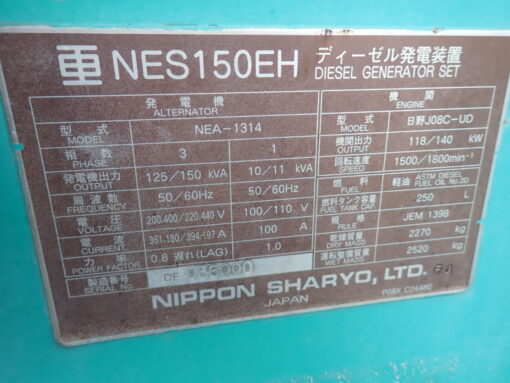 NES150EH ディーゼル発電装置
DIESEL GENERATOR SET
発電機
ALTERNATOR
型式 MODEL NEA-1314
相数 PHASE 3 1
発電機出力 OUTPUT 125/150 kVA 10/11 kVA
周波数 FREQUENCY 50/60Hz 50/60Hz
電圧 VOLTAGE 200-400/220-440 V 100/110 V
電流 CURRENT 361-180/394-197 A 100 A
力率 POWER FACTOR 0.8 遅れ(LAG) 1.0
製造番号 SERIAL No.
機関
ENGINE
型式 MODEL 日野J08C-UD
機関出力 OUTPUT 118/140 kW
回転速度 SPEED 1500/1800min⁻¹
燃料 FUEL 軽油 ASTM DIESEL FUEL OIL No.2D
燃料タンク容量 FUEL TANK CAP. 250 L
規格 RULE JEM 1398
乾燥質量 DRY MASS 2270 kg
運転整備質量 WET MASS 2520 kg
NIPPON SHARYO, LTD.
JAPAN